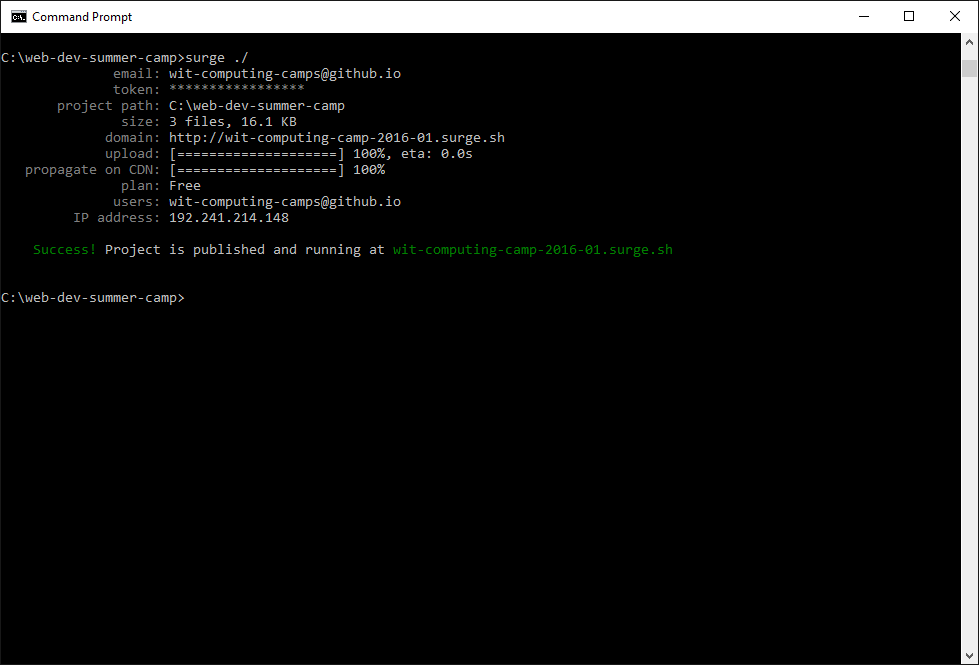 Command Prompt
C:\web-dev-summer-camp>surge ./
email: wit-computing-camps@github.io
token: *****************
project path: C:\web-dev-summer-camp
size: 3 files, 16.1 KB
domain: http://wit-computing-camp-2016-01.surge.sh
upload: [====================] 100%, eta: 0.0s
propagate on CDN: [====================] 100%
plan: Free
users: wit-computing-camps@github.io
IP address: 192.241.214.148
Success! Project is published and running at wit-computing-camp-2016-01.surge.sh
C:\web-dev-summer-camp>